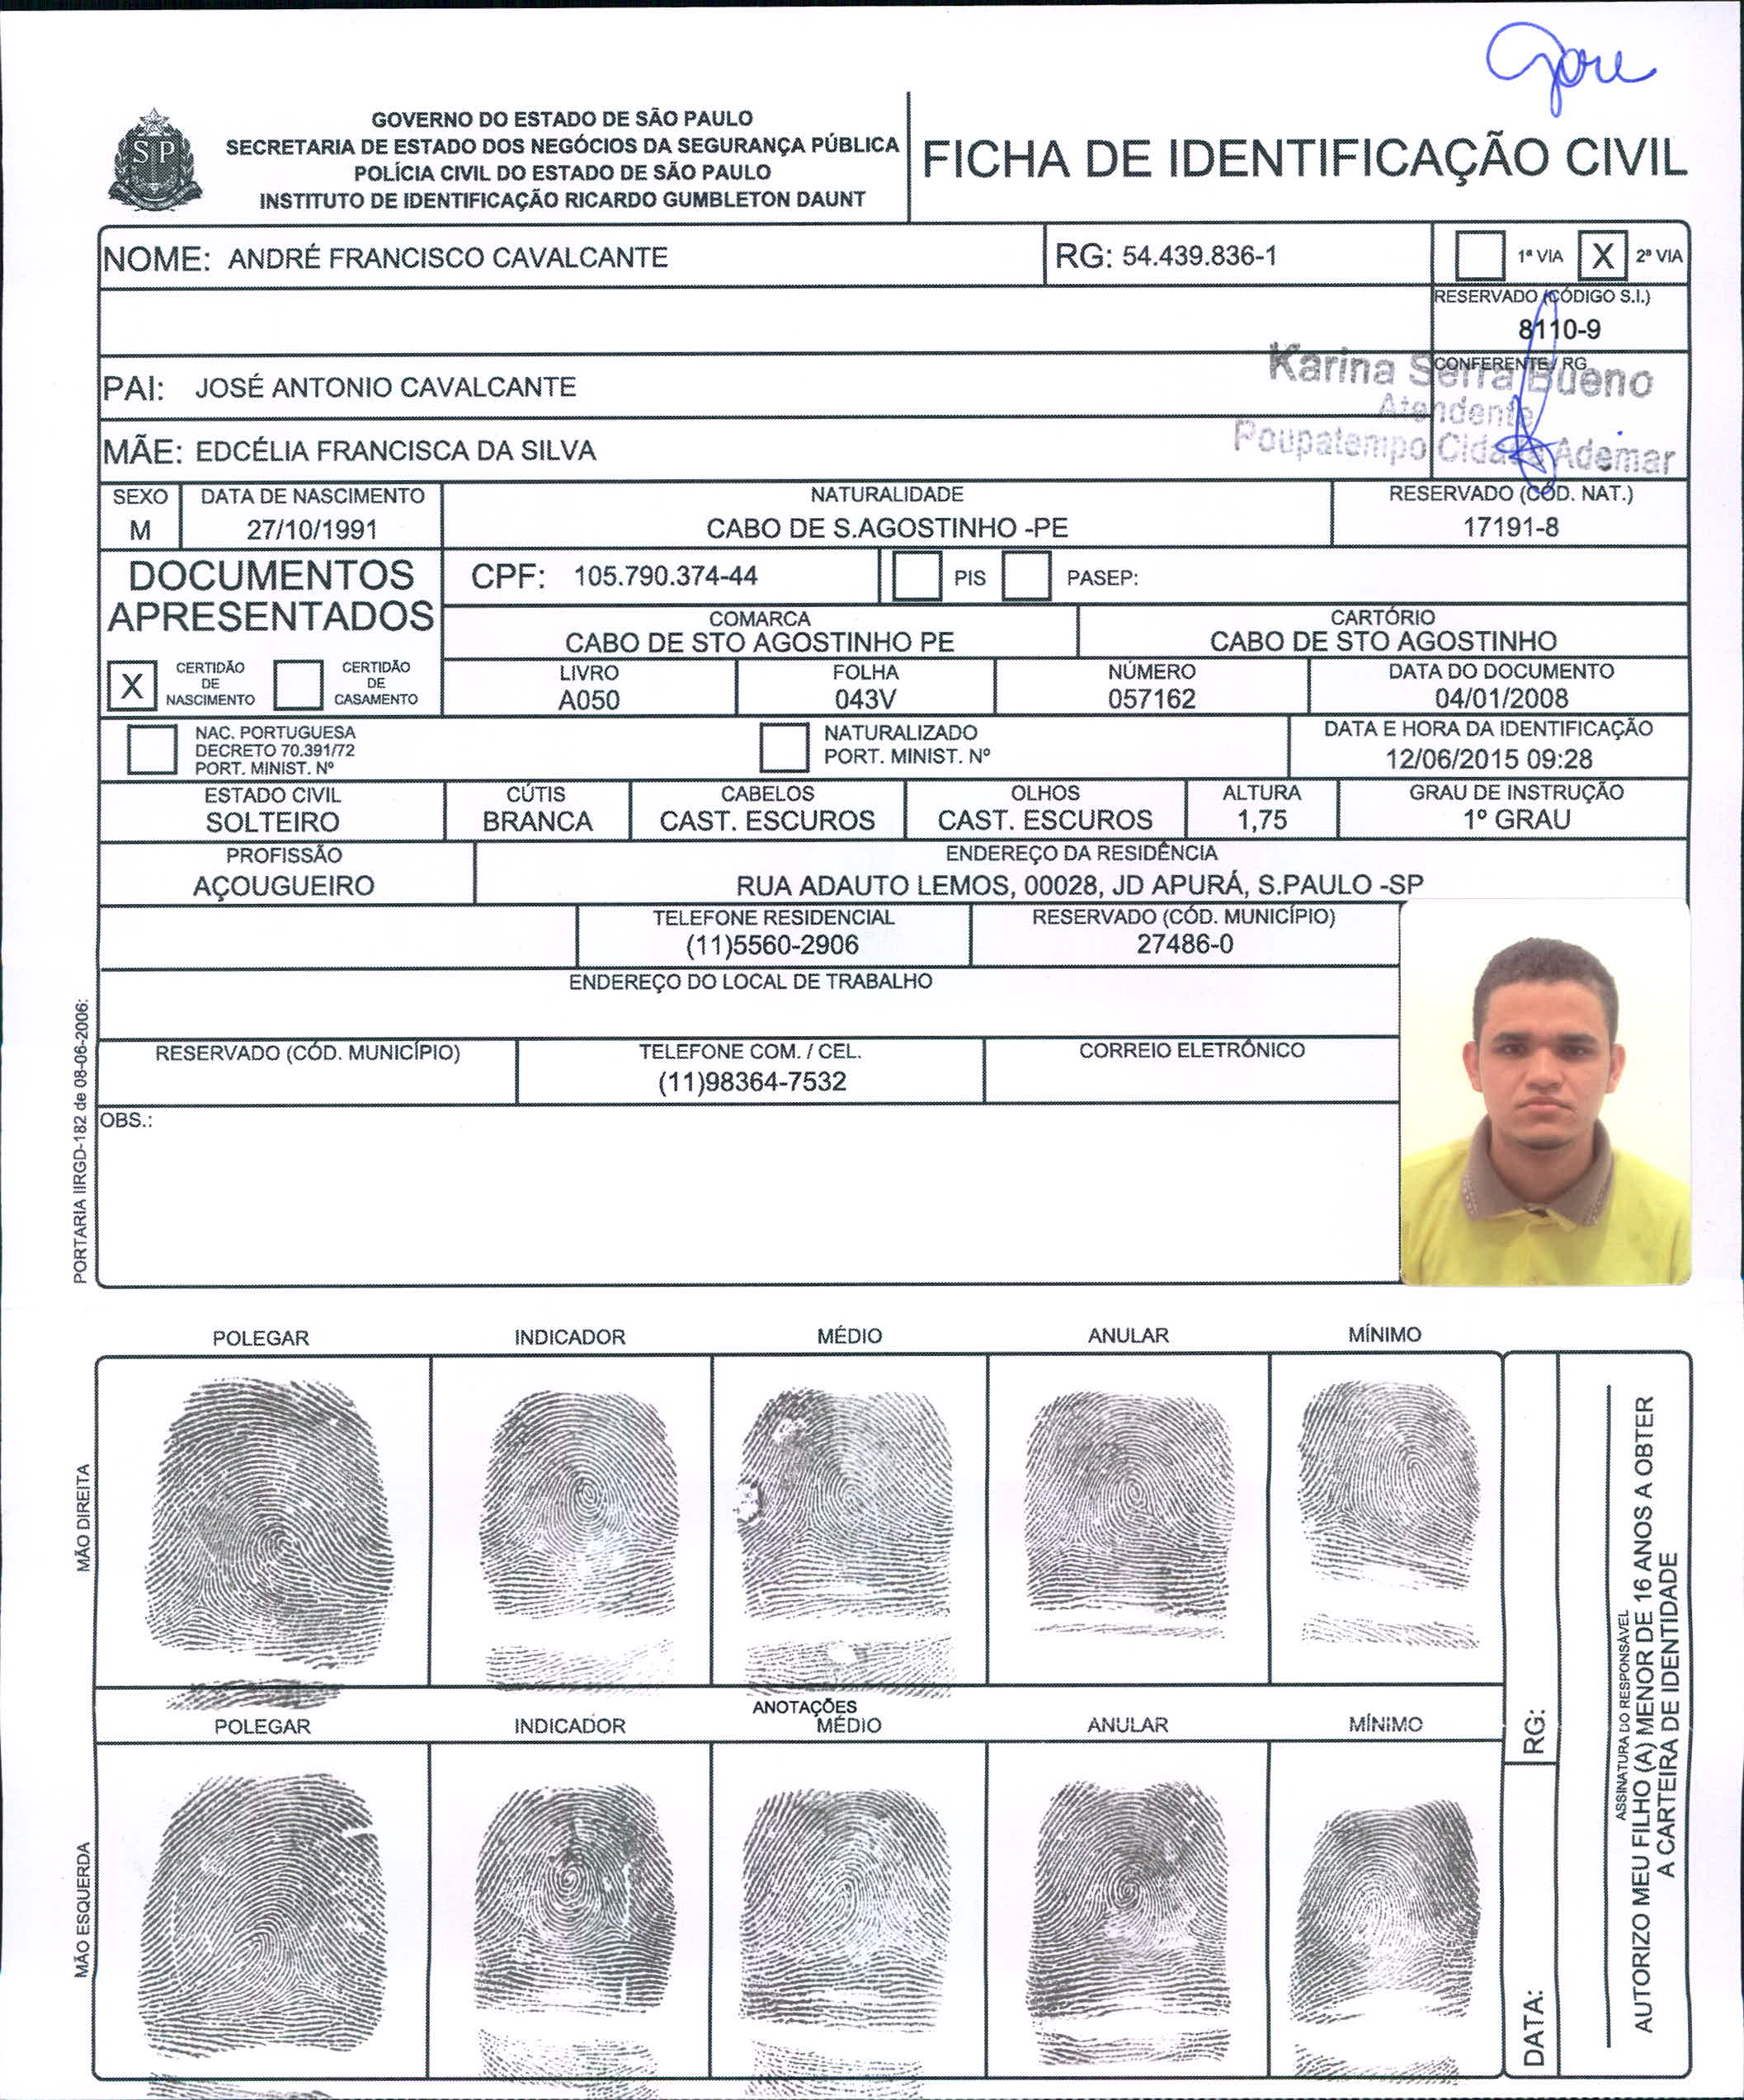 GOVERNO DO ESTADO DE SÃO PAULO
SECRETARIA DE ESTADO DOS NEGÓCIOS DA SEGURANÇA PÚBLICA
POLÍCIA CIVIL DO ESTADO DE SÃO PAULO
INSTITUTO DE IDENTIFICAÇÃO RICARDO GUMBLETON DAUNT
SP
FICHA DE IDENTIFICAÇÃO CIVIL
NOME: ANDRÉ FRANCISCO CAVALCANTE RG: 54.439.836-1 1ª VIA X 2ª VIA
RESERVADO (CÓDIGO S.I.)
8110-9
CONFERENTE / RG
Karina Serra Bueno
Atendente
Poupatempo Cidade Ademar
PAI: JOSÉ ANTONIO CAVALCANTE
MÃE: EDCÉLIA FRANCISCA DA SILVA
SEXO DATA DE NASCIMENTO NATURALIDADE RESERVADO (CÓD. NAT.)
M 27/10/1991 CABO DE S.AGOSTINHO -PE 17191-8
DOCUMENTOS
APRESENTADOS
CPF: 105.790.374-44 PIS PASEP:
COMARCA CARTÓRIO
CABO DE STO AGOSTINHO PE CABO DE STO AGOSTINHO
X CERTIDÃO DE NASCIMENTO CERTIDÃO DE CASAMENTO
LIVRO FOLHA NÚMERO DATA DO DOCUMENTO
A050 043V 057162 04/01/2008
NAC. PORTUGUESA
DECRETO 70.391/72
PORT. MINIST. Nº
NATURALIZADO
PORT. MINIST. Nº
DATA E HORA DA IDENTIFICAÇÃO
12/06/2015 09:28
ESTADO CIVIL CÚTIS CABELOS OLHOS ALTURA GRAU DE INSTRUÇÃO
SOLTEIRO BRANCA CAST. ESCUROS CAST. ESCUROS 1,75 1º GRAU
PROFISSÃO ENDEREÇO DA RESIDÊNCIA
AÇOUGUEIRO RUA ADAUTO LEMOS, 00028, JD APURÁ, S.PAULO -SP
TELEFONE RESIDENCIAL RESERVADO (CÓD. MUNICÍPIO)
(11)5560-2906 27486-0
ENDEREÇO DO LOCAL DE TRABALHO
RESERVADO (CÓD. MUNICÍPIO) TELEFONE COM. / CEL. CORREIO ELETRÔNICO
(11)98364-7532
OBS.:
PORTARIA IIRGD-182 de 08-06-2006:
POLEGAR INDICADOR MÉDIO ANULAR MÍNIMO
MÃO DIREITA
ANOTAÇÕES
POLEGAR INDICADOR MÉDIO ANULAR MÍNIMO
MÃO ESQUERDA
RG:
DATA:
ASSINATURA DO RESPONSÁVEL
AUTORIZO MEU FILHO (A) MENOR DE 16 ANOS A OBTER
A CARTEIRA DE IDENTIDADE